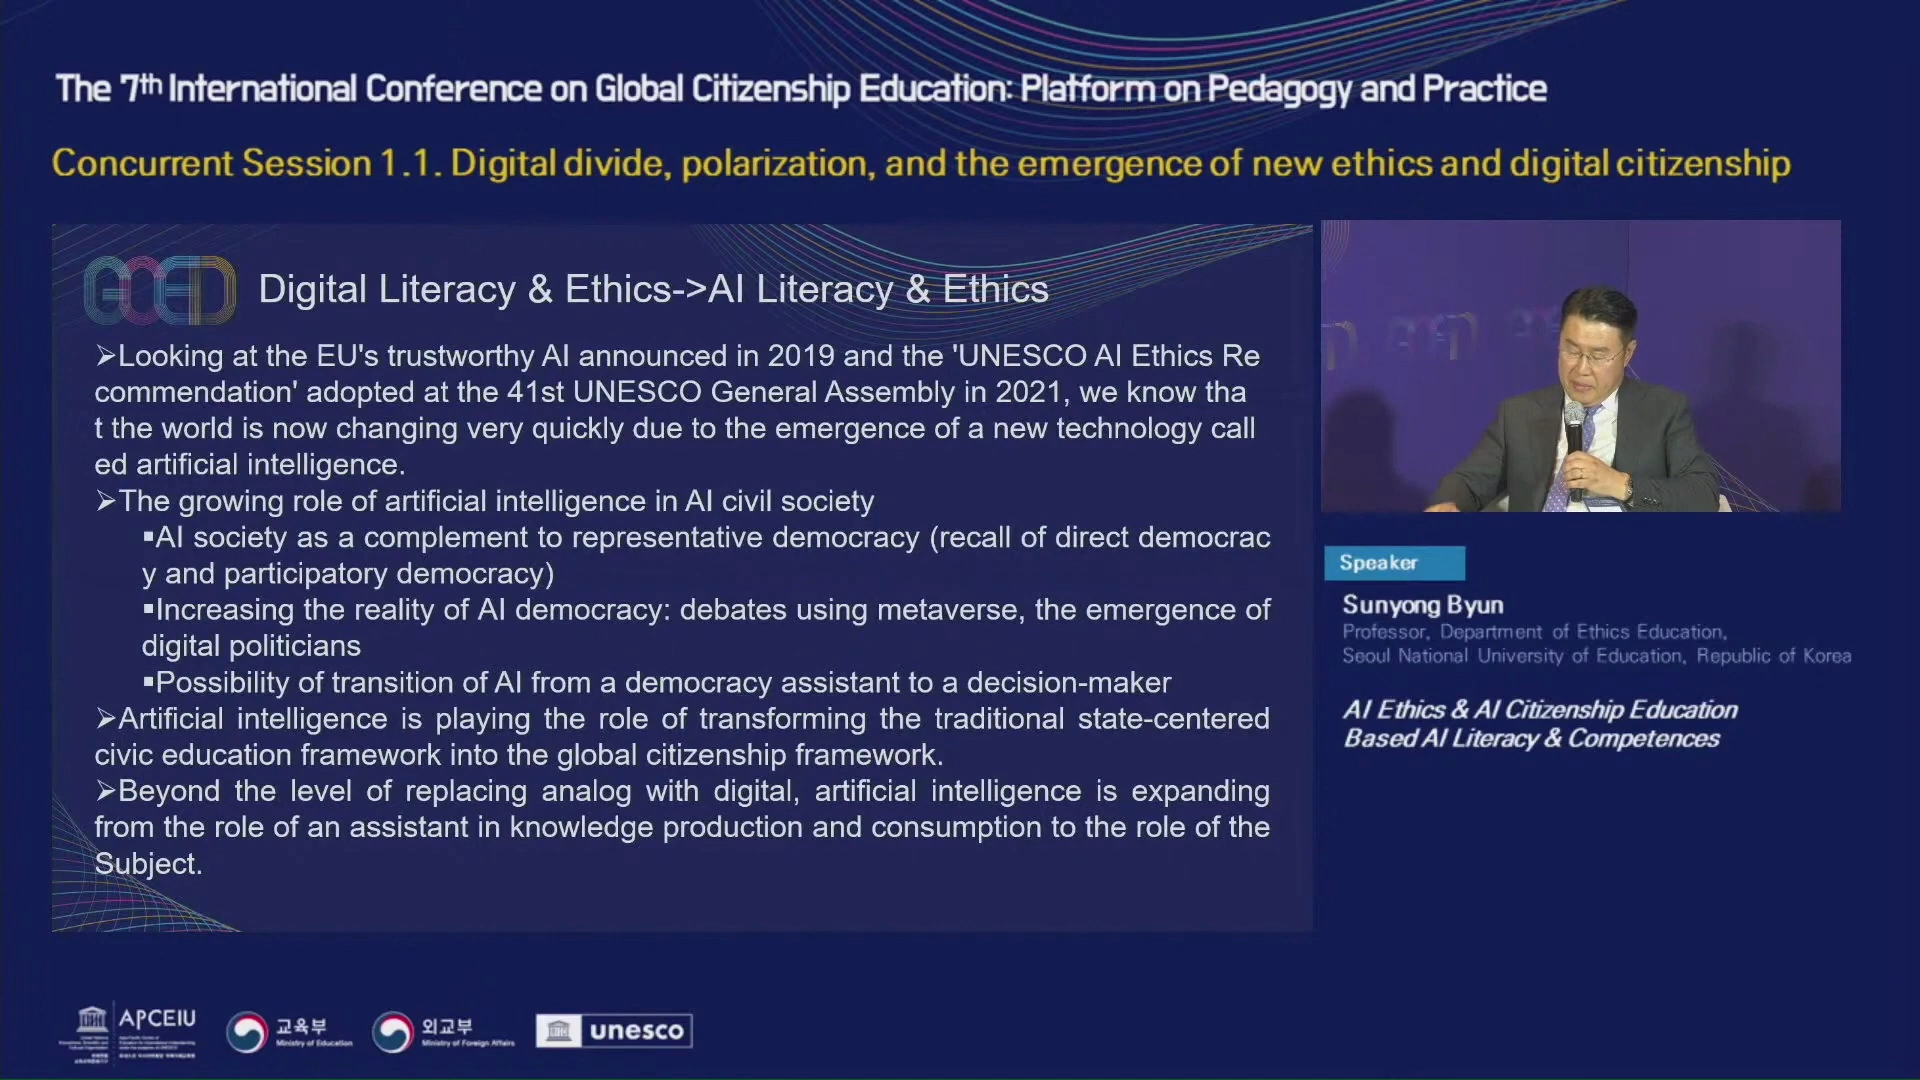 The 7th International Conference on Global Citizenship Education: Platform on Pedagogy and Practice
Concurrent Session 1.1. Digital divide, polarization, and the emergence of new ethics and digital citizenship
GCED
Digital Literacy & Ethics->AI Literacy & Ethics
➢Looking at the EU's trustworthy AI announced in 2019 and the 'UNESCO AI Ethics Re
commendation' adopted at the 41st UNESCO General Assembly in 2021, we know tha
t the world is now changing very quickly due to the emergence of a new technology call
ed artificial intelligence.
➢The growing role of artificial intelligence in AI civil society
▪AI society as a complement to representative democracy (recall of direct democrac
y and participatory democracy)
▪Increasing the reality of AI democracy: debates using metaverse, the emergence of
digital politicians
▪Possibility of transition of AI from a democracy assistant to a decision-maker
➢Artificial intelligence is playing the role of transforming the traditional state-centered
civic education framework into the global citizenship framework.
➢Beyond the level of replacing analog with digital, artificial intelligence is expanding
from the role of an assistant in knowledge production and consumption to the role of the
Subject.
Speaker
Sunyong Byun
Professor, Department of Ethics Education,
Seoul National University of Education, Republic of Korea
AI Ethics & AI Citizenship Education
Based AI Literacy & Competences
APCEIU
교육부
Ministry of Education
외교부
Ministry of Foreign Affairs
unesco